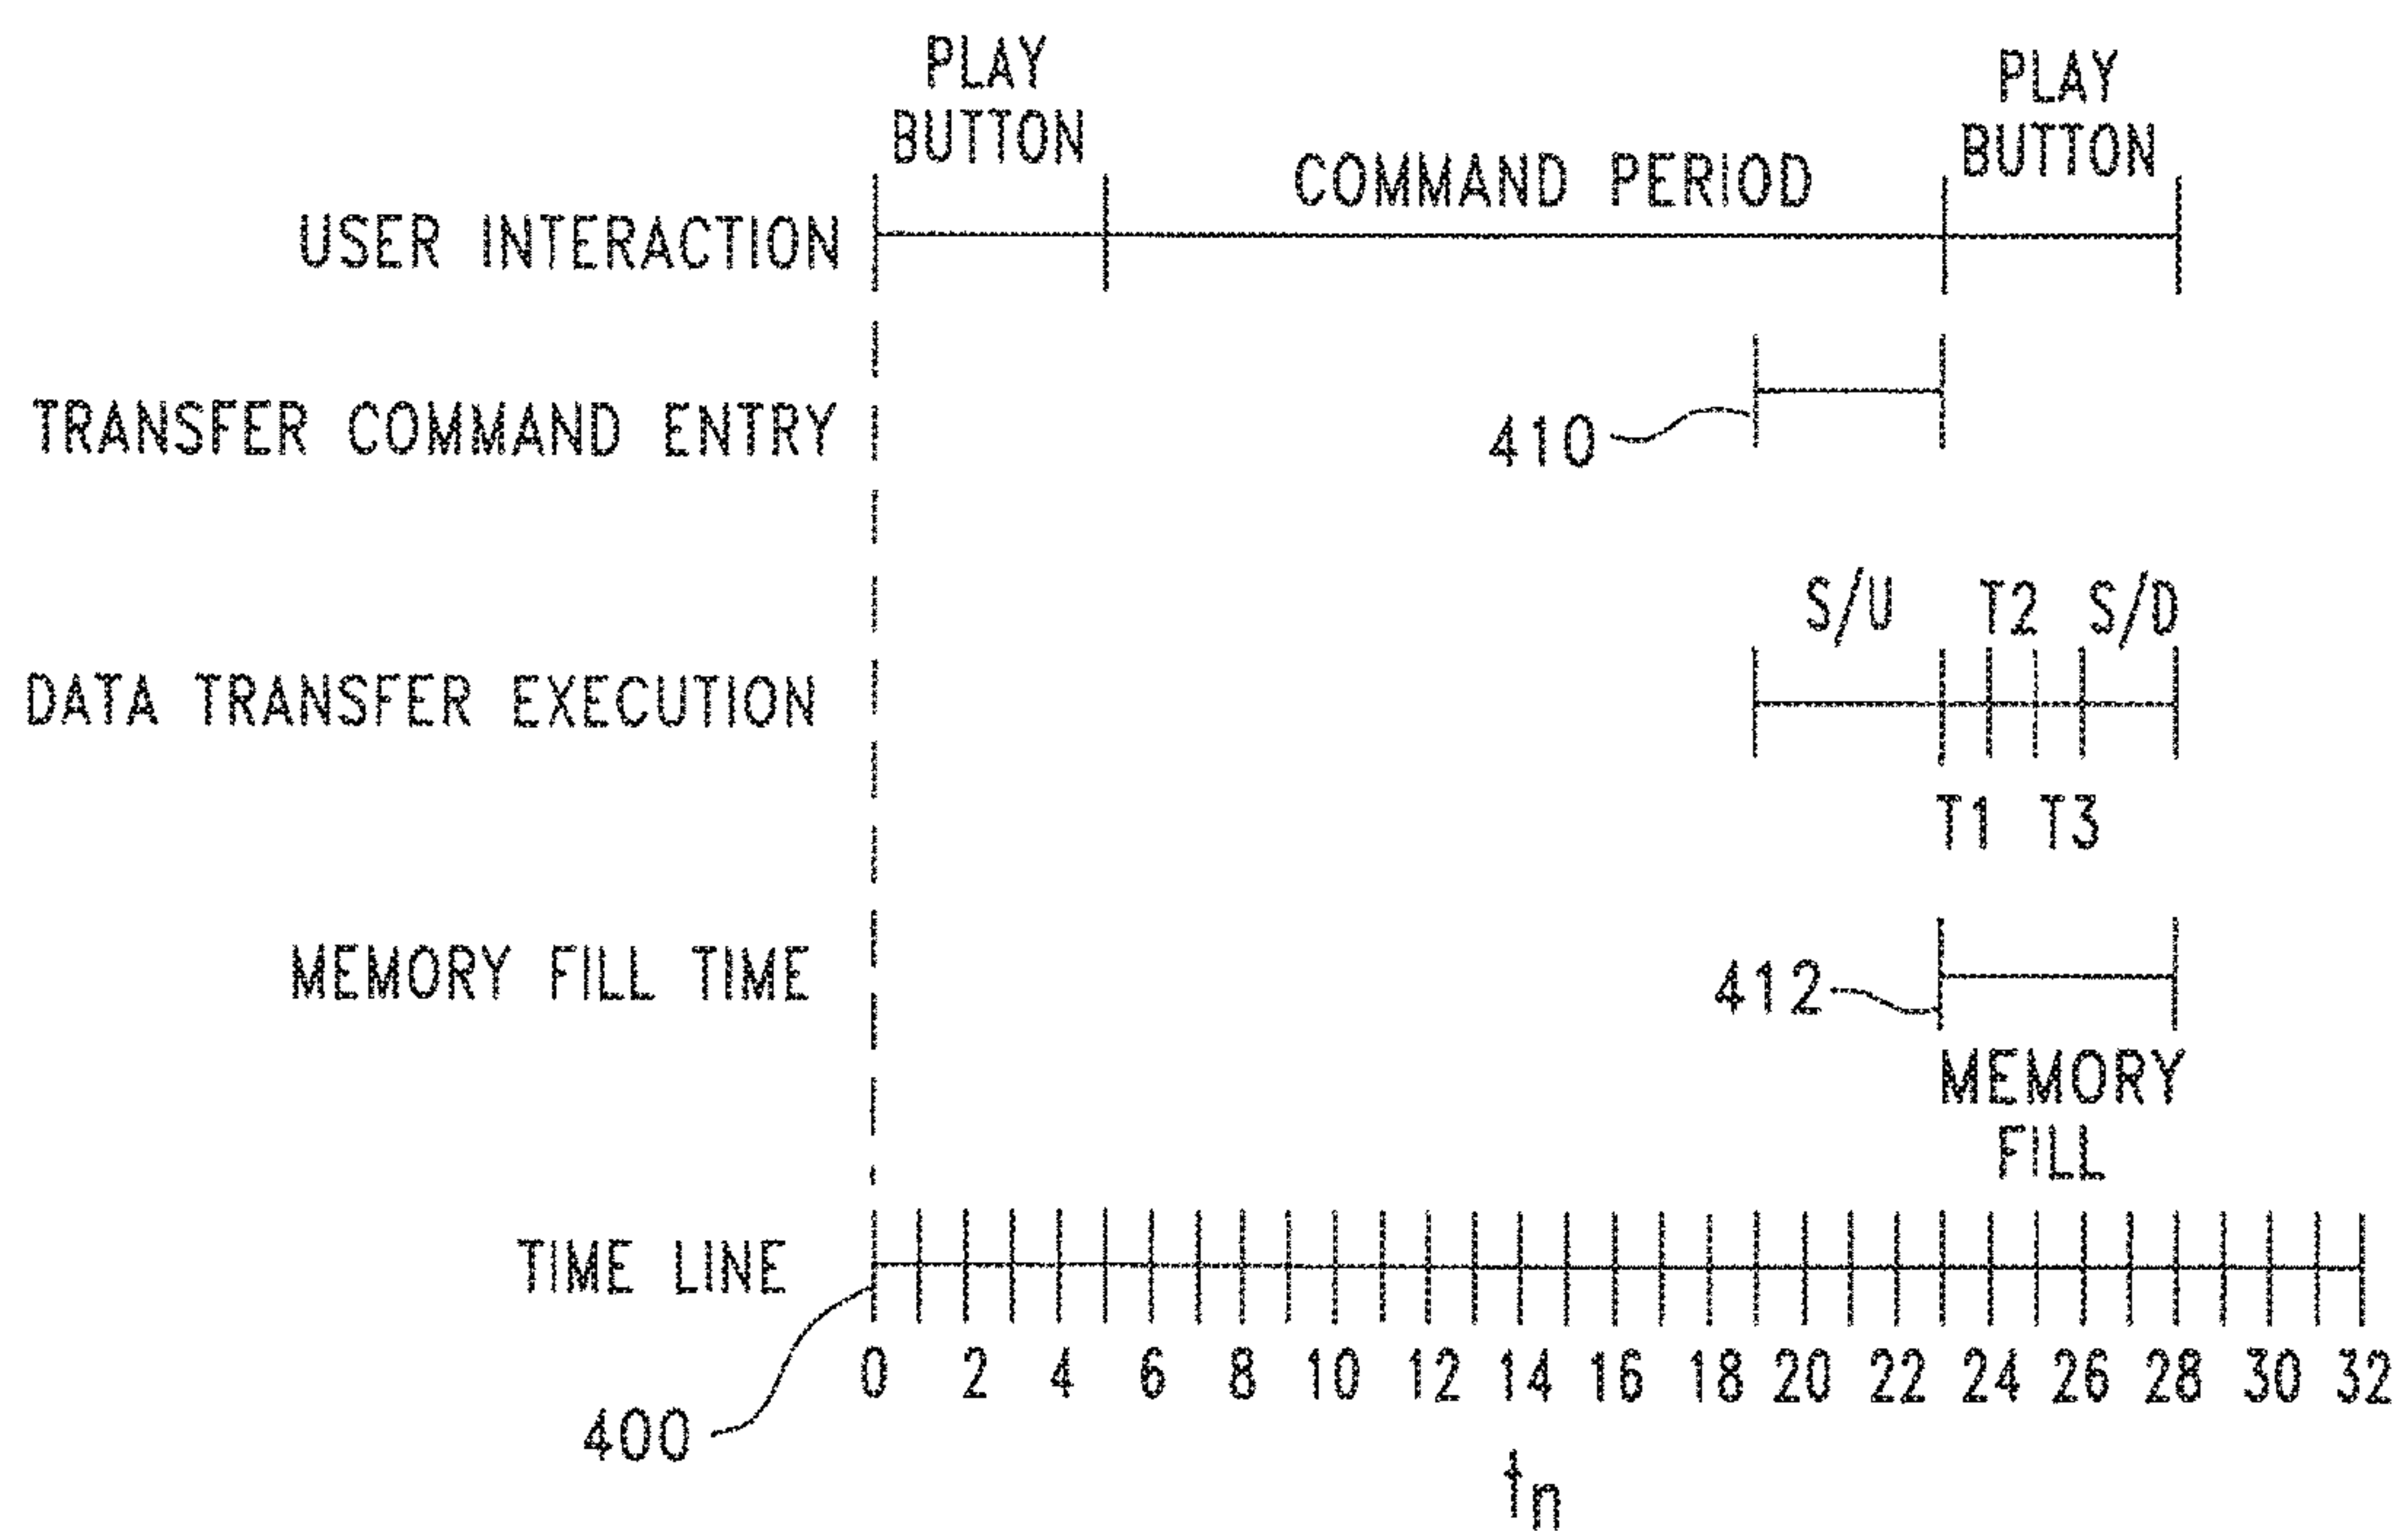 PLAY
BUTTON
PLAY
BUTTON
COMMAND PERIOD
USER INTERACTION
TRANSFER COMMAND ENTRY
410
S/U
T2
S/D
DATA TRANSFER EXECUTION
T1
T3
MEMORY FILL TIME
412
MEMORY
FILL
TIME LINE
0 2 4 6 8 10 12 14 16 18 20 22 24 26 28 30 32
400
tn